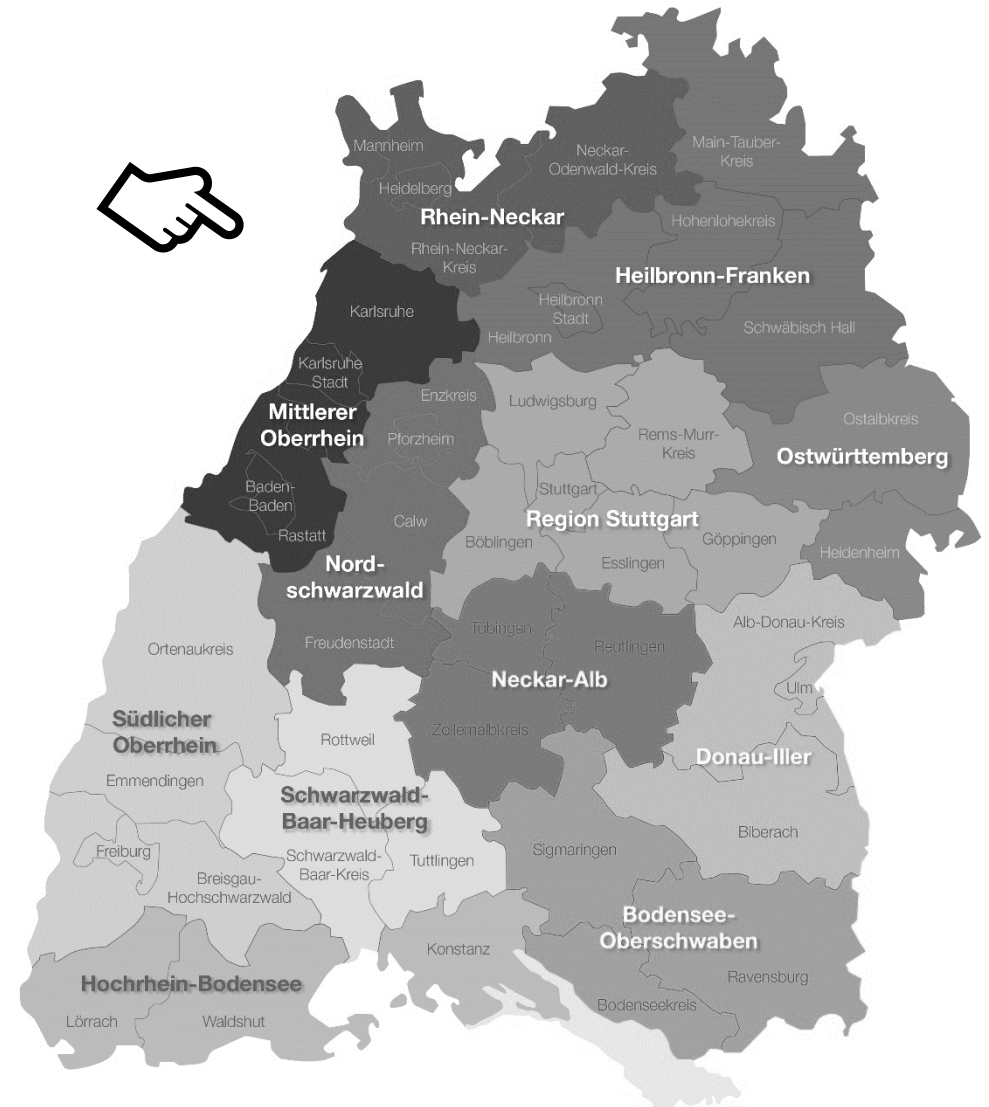 Mannheim
Neckar-
Odenwald-Kreis
Main-Tauber-
Kreis
Heidelberg
Rhein-Neckar
Hohenlohekreis
Rhein-Neckar-
Kreis
Heilbronn-Franken
Karlsruhe
Heilbronn
Stadt
Heilbronn
Schwäbisch Hall
Karlsruhe
Stadt
Enzkreis
Ludwigsburg
Mittlerer
Oberrhein
Pforzheim
Rems-Murr-
Kreis
Ostalbkreis
Ostwürttemberg
Baden-
Baden
Stuttgart
Calw
Region Stuttgart
Rastatt
Böblingen
Göppingen
Heidenheim
Esslingen
Nord-
schwarzwald
Tübingen
Reutlingen
Alb-Donau-Kreis
Freudenstadt
Ortenaukreis
Neckar-Alb
Ulm
Südlicher
Oberrhein
Rottweil
Zollernalbkreis
Donau-Iller
Emmendingen
Schwarzwald-
Baar-Heuberg
Biberach
Freiburg
Schwarzwald-
Baar-Kreis
Tuttlingen
Sigmaringen
Breisgau-
Hochschwarzwald
Bodensee-
Oberschwaben
Konstanz
Hochrhein-Bodensee
Ravensburg
Bodenseekreis
Lörrach
Waldshut